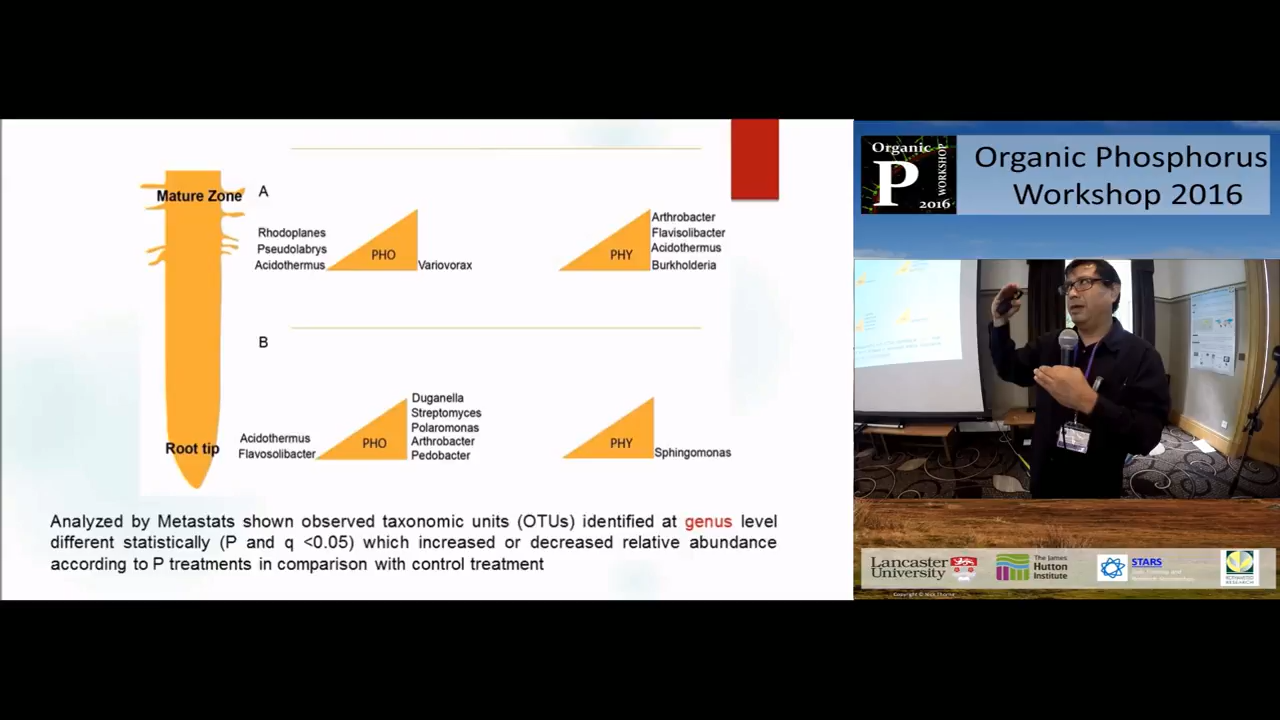 Mature Zone
A
Rhodoplanes
Pseudolabrys
Acidothermus
PHO
Variovorax
PHY
Arthrobacter
Flavisolibacter
Acidothermus
Burkholderia
B
Root tip
Acidothermus
Flavosolibacter
PHO
Duganella
Streptomyces
Polaromonas
Arthrobacter
Pedobacter
PHY
Sphingomonas
Analyzed by Metastats shown observed taxonomic units (OTUs) identified at genus level
different statistically (P and q <0.05) which increased or decreased relative abundance
according to P treatments in comparison with control treatment
Organic
P
WORKSHOP
2016
Organic Phosphorus
Workshop 2016
Lancaster
University
The James
Hutton
Institute
STARS
ROTHAMSTED
RESEARCH